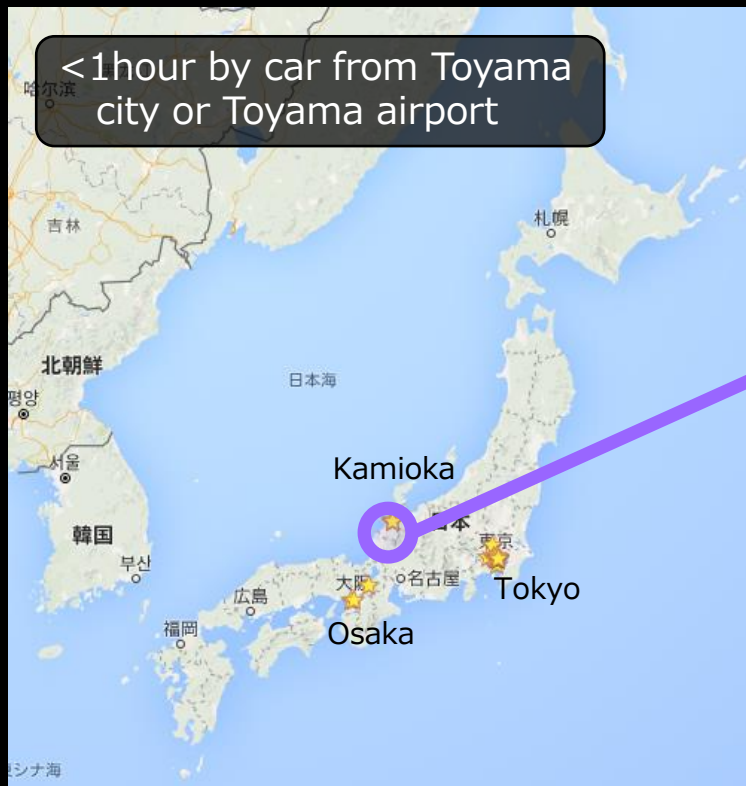 <1hour by car from Toyama
city or Toyama airport
哈尔滨
吉林
札幌
北朝鮮
평양
日本海
서울
Kamioka
韓国
日本
東京
부산
大阪
名古屋
Tokyo
広島
Osaka
福岡
シナ海